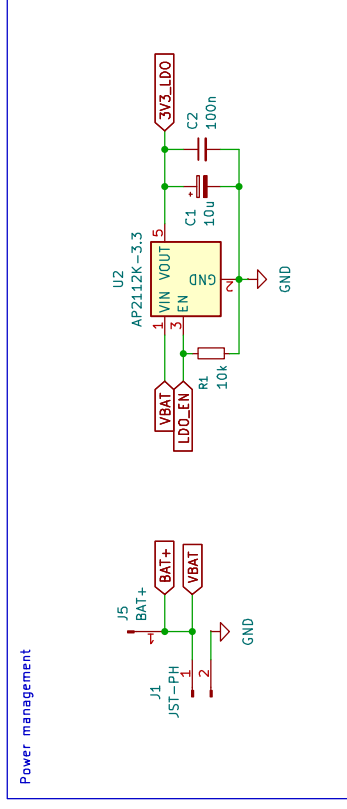 Power management
J5
BAT+
1
BAT+
VBAT
J1
JST-PH
1
2
GND
VBAT
LDO_EN
R1
10k
U2
AP2112K-3.3
1
VIN
VOUT
5
3
EN
GND
2
GND
3V3_LDO
C1
10u
+
C2
100n